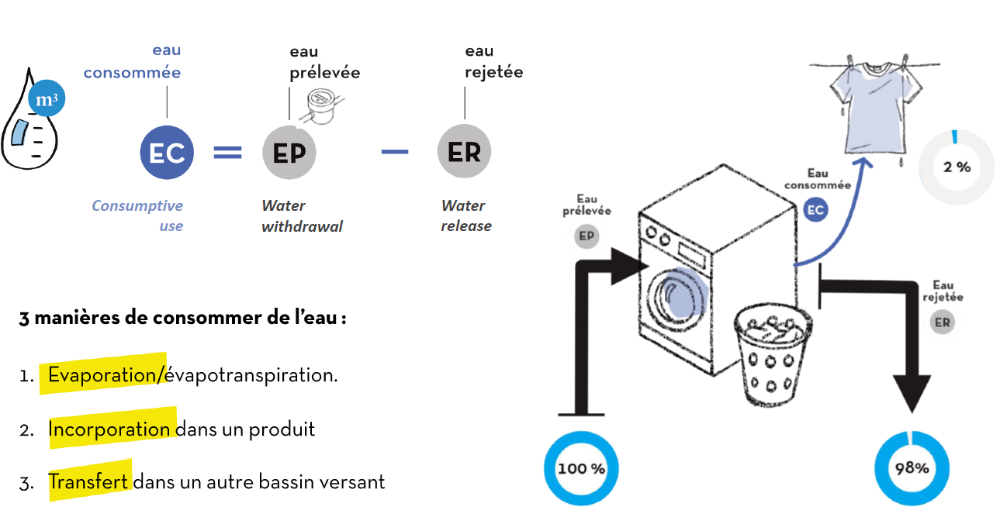 eau
consommée
eau
prélevée
eau
rejetée
m³
EC
=
EP
–
ER
Consumptive
use
Water
withdrawal
Water
release
3 manières de consommer de l'eau :
1. Evaporation/évapotranspiration.
2. Incorporation dans un produit
3. Transfert dans un autre bassin versant
2 %
Eau
consommée
EC
Eau
prélevée
EP
Eau
rejetée
ER
100 %
98%